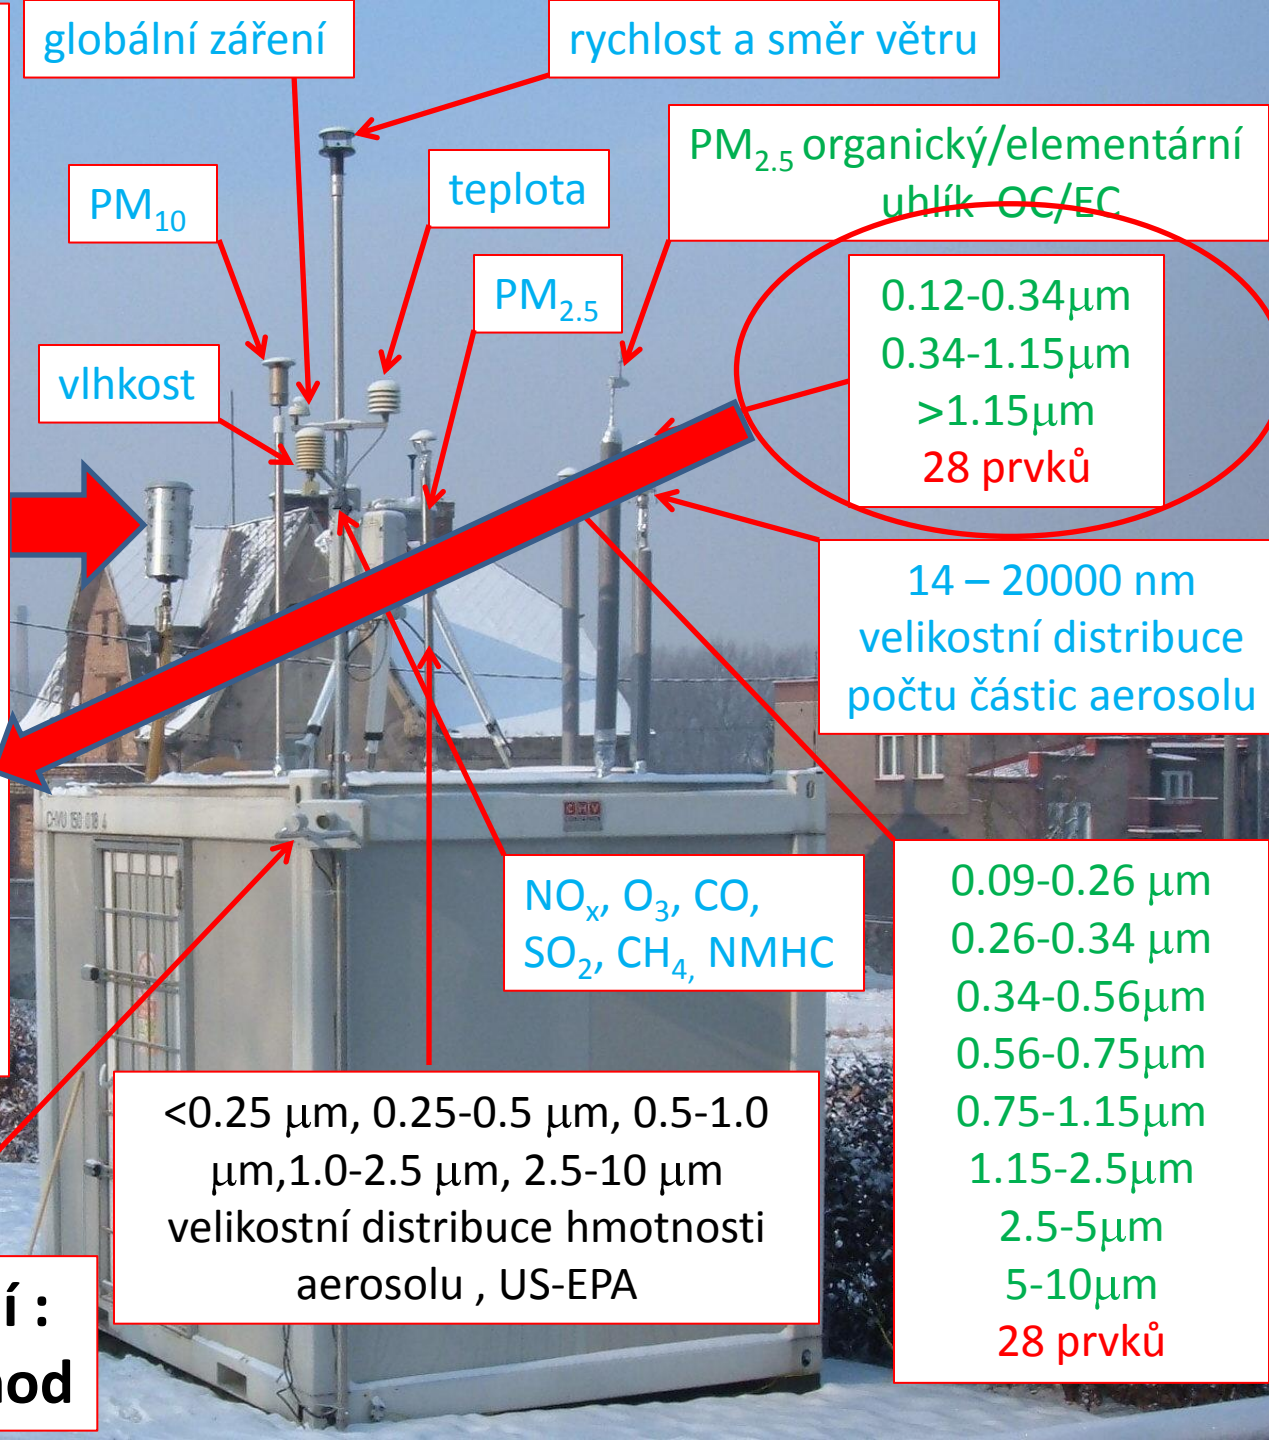 globální záření
rychlost a směr větru
PM2.5 organický/elementární
uhlík OC/EC
PM10
teplota
PM2.5
0.12-0.34μm
0.34-1.15μm
>1.15μm
28 prvků
vlhkost
14 – 20000 nm
velikostní distribuce
počtu částic aerosolu
CHV
NOx, O3, CO,
SO2, CH4, NMHC
0.09-0.26 μm
0.26-0.34 μm
0.34-0.56μm
0.56-0.75μm
0.75-1.15μm
1.15-2.5μm
2.5-5μm
5-10μm
28 prvků
<0.25 μm, 0.25-0.5 μm, 0.5-1.0
μm,1.0-2.5 μm, 2.5-10 μm
velikostní distribuce hmotnosti
aerosolu , US-EPA
í :
hod